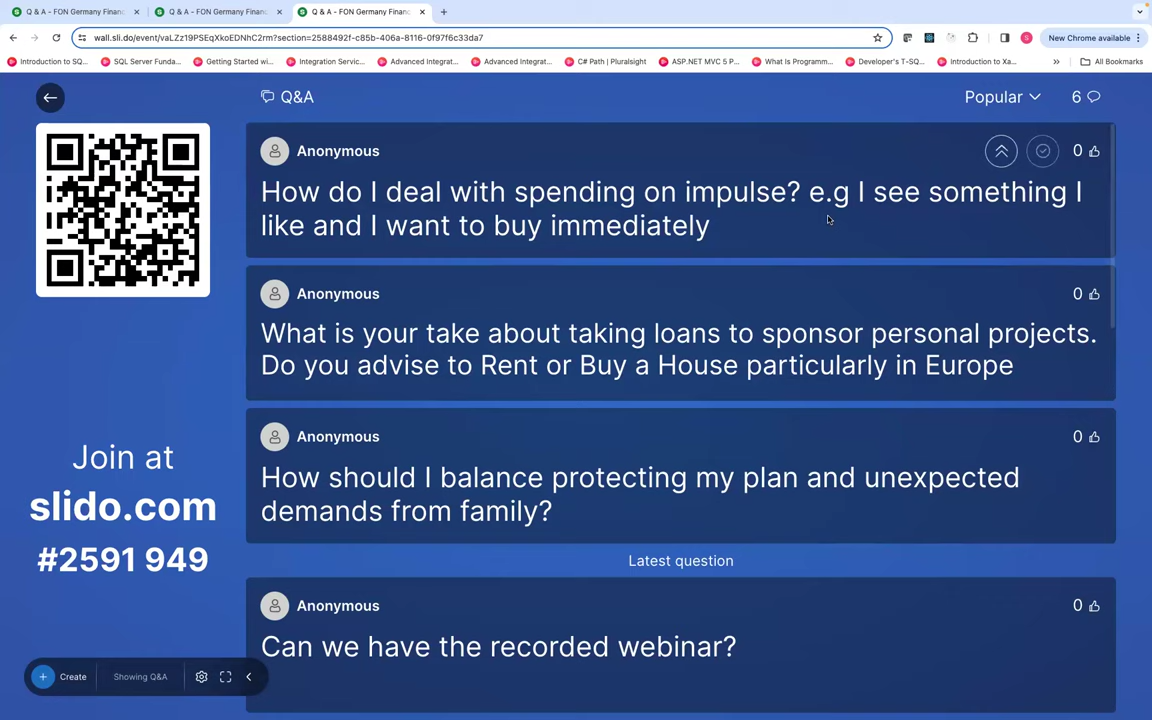 Q & A - FON Germany Financ
Q & A - FON Germany Financ
Q & A - FON Germany Financ
wall.sli.do/event/vaLZz19PSEqXkoEDNhC2rm?section=2588492f-c85b-406a-8116-0f97f6c33da7
S
New Chrome available
Introduction to SQ...
SQL Server Funda...
Getting Started wi...
Integration Servic...
Advanced Integrat...
Advanced Integrat...
C# Path | Pluralsight
ASP.NET MVC 5 P...
What Is Programm...
Developer's T-SQ...
Introduction to Xa...
All Bookmarks
Q&A
Popular
6
Anonymous
0
How do I deal with spending on impulse? e.g I see something I
like and I want to buy immediately
Anonymous
0
What is your take about taking loans to sponsor personal projects.
Do you advise to Rent or Buy a House particularly in Europe
Anonymous
0
How should I balance protecting my plan and unexpected
demands from family?
Latest question
Anonymous
0
Can we have the recorded webinar?
Join at
slido.com
#2591 949
Create
Showing Q&A